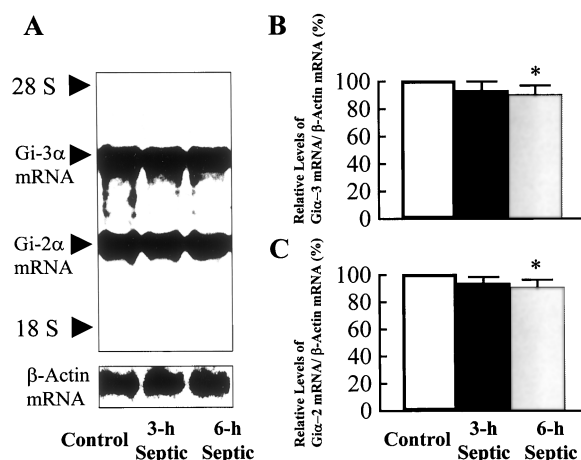 A
28 S
Gi-3α
mRNA
Gi-2α
mRNA
18 S
β-Actin
mRNA
Control
3-h
Septic
6-h
Septic
B
Relative Levels of
Giα–3 mRNA/ β-Actin mRNA (%)
100
80
60
40
20
0
*
C
Relative Levels of
Giα–2 mRNA/ β-Actin mRNA (%)
100
80
60
40
20
0
*
Control
3-h
Septic
6-h
Septic